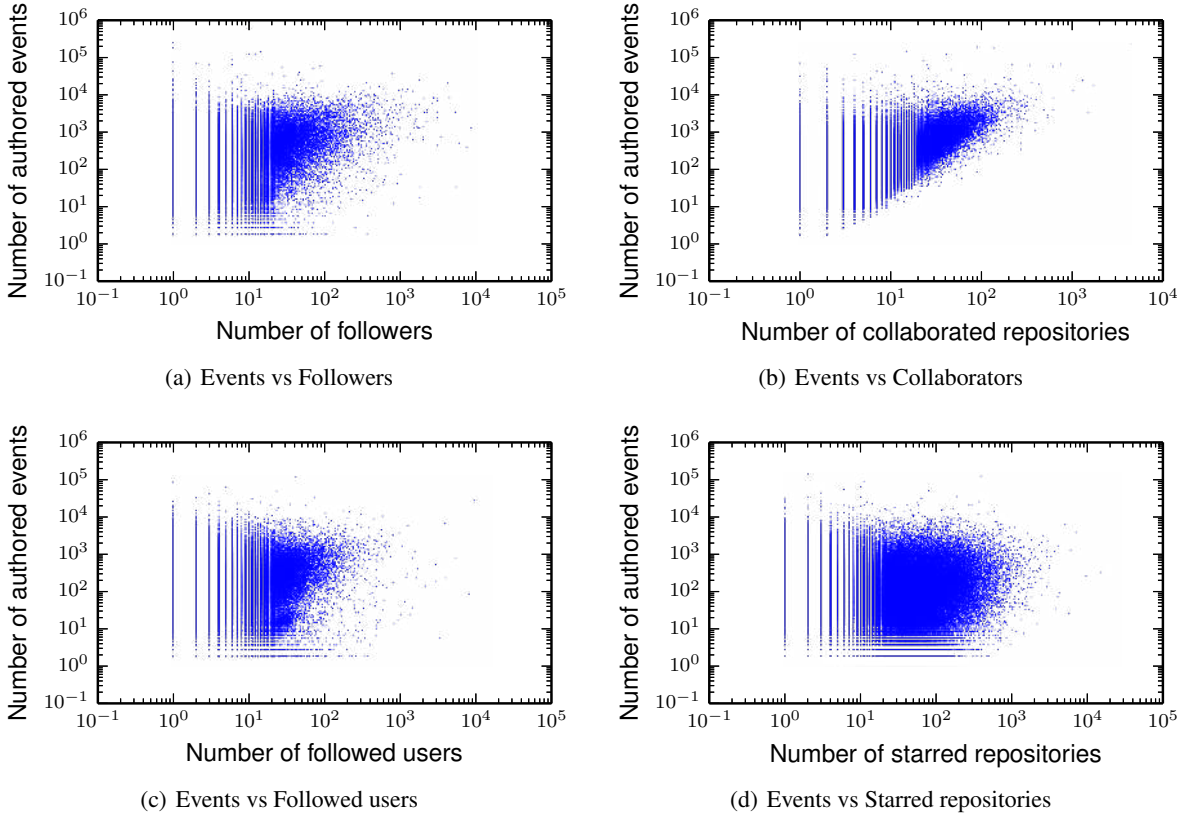 Number of authored events
10^6
10^5
10^4
10^3
10^2
10^1
10^0
10^-1
10^-1 10^0 10^1 10^2 10^3 10^4 10^5
Number of followers
(a) Events vs Followers
Number of authored events
10^6
10^5
10^4
10^3
10^2
10^1
10^0
10^-1
10^-1 10^0 10^1 10^2 10^3 10^4
Number of collaborated repositories
(b) Events vs Collaborators
Number of authored events
10^6
10^5
10^4
10^3
10^2
10^1
10^0
10^-1
10^-1 10^0 10^1 10^2 10^3 10^4 10^5
Number of followed users
(c) Events vs Followed users
Number of authored events
10^6
10^5
10^4
10^3
10^2
10^1
10^0
10^-1
10^-1 10^0 10^1 10^2 10^3 10^4 10^5
Number of starred repositories
(d) Events vs Starred repositories